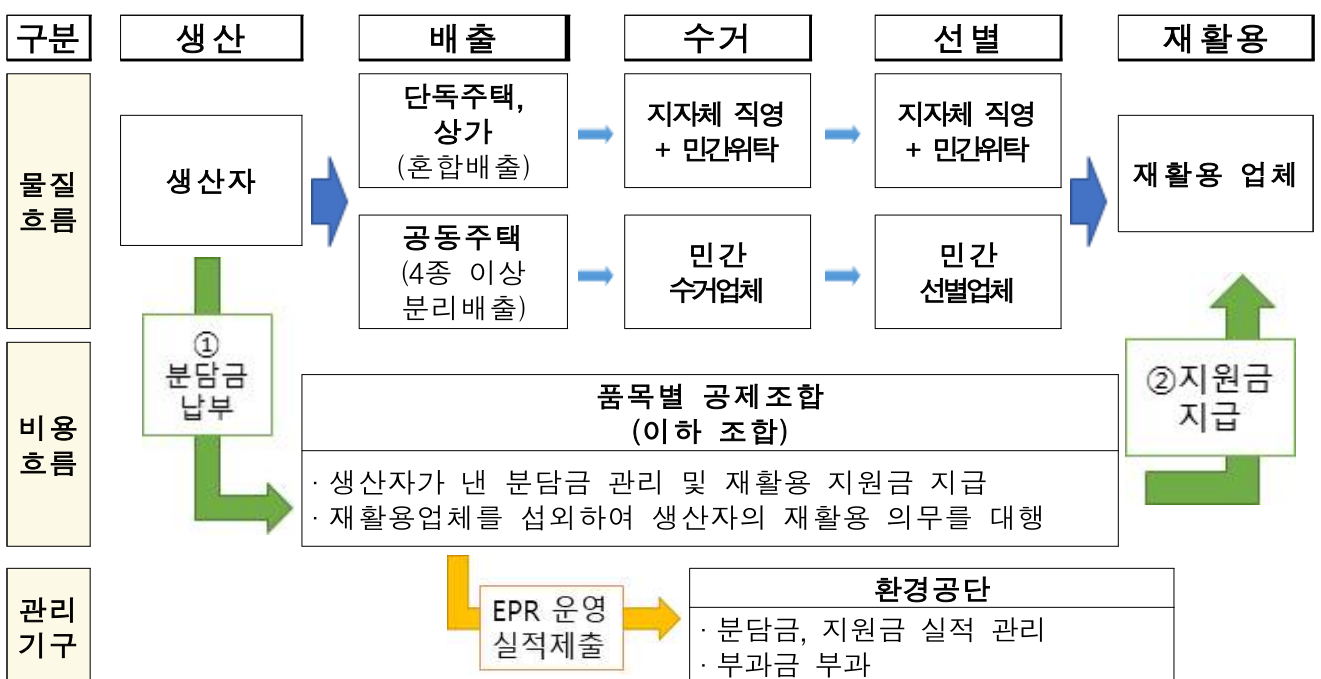 구분
생산
배출
수거
선별
재활용
물질
흐름
생산자
단독주택,
상가
(혼합배출)
지자체 직영
+ 민간위탁
지자체 직영
+ 민간위탁
재활용 업체
공동주택
(4종 이상
분리배출)
민간
수거업체
민간
선별업체
비용
흐름
①
분담금
납부
품목별 공제조합
(이하 조합)
· 생산자가 낸 분담금 관리 및 재활용 지원금 지급
· 재활용업체를 섭외하여 생산자의 재활용 의무를 대행
②지원금
지급
관리
기구
EPR 운영
실적제출
환경공단
· 분담금, 지원금 실적 관리
· 부과금 부과